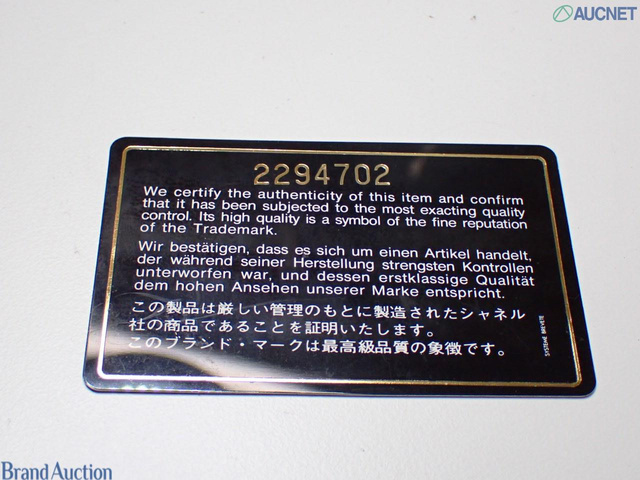 AUCNET
2294702
We certify the authenticity of this item and confirm
that it has been subjected to the most exacting quality
control. Its high quality is a symbol of the fine reputation
of the Trademark.
Wir bestätigen, dass es sich um einen Artikel handelt,
der während seiner Herstellung strengsten Kontrollen
unterworfen war, und dessen erstklassige Qualität
dem hohen Ansehen unserer Marke entspricht.
この製品は厳しい管理のもとに製造されたシャネル
社の商品であることを証明いたします。
このブランド・マークは最高級品質の象徴です。
SYSTEME BREVETE
Brand Auction